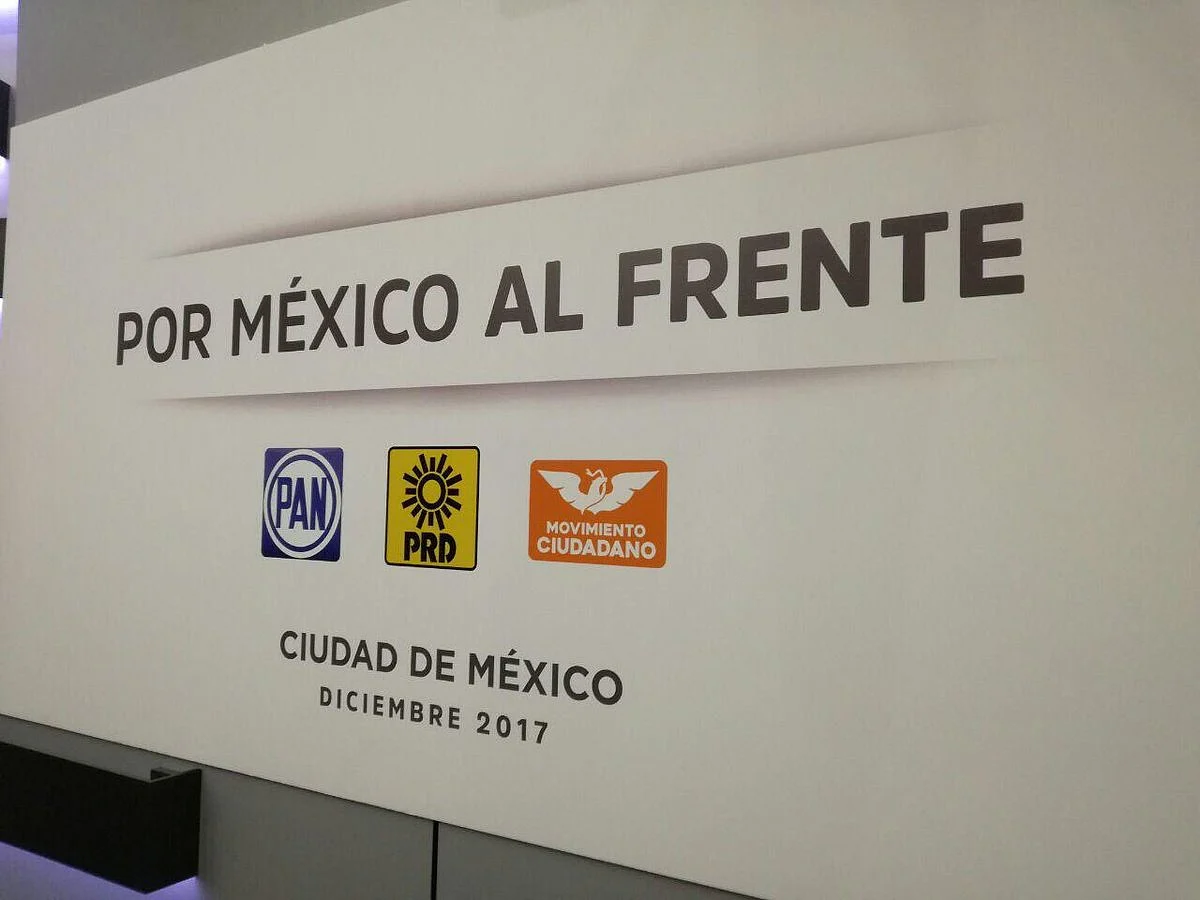 POR MÉXICO AL FRENTE
PAN
PRD
MOVIMIENTO
CIUDADANO
CIUDAD DE MÉXICO
DICIEMBRE 2017